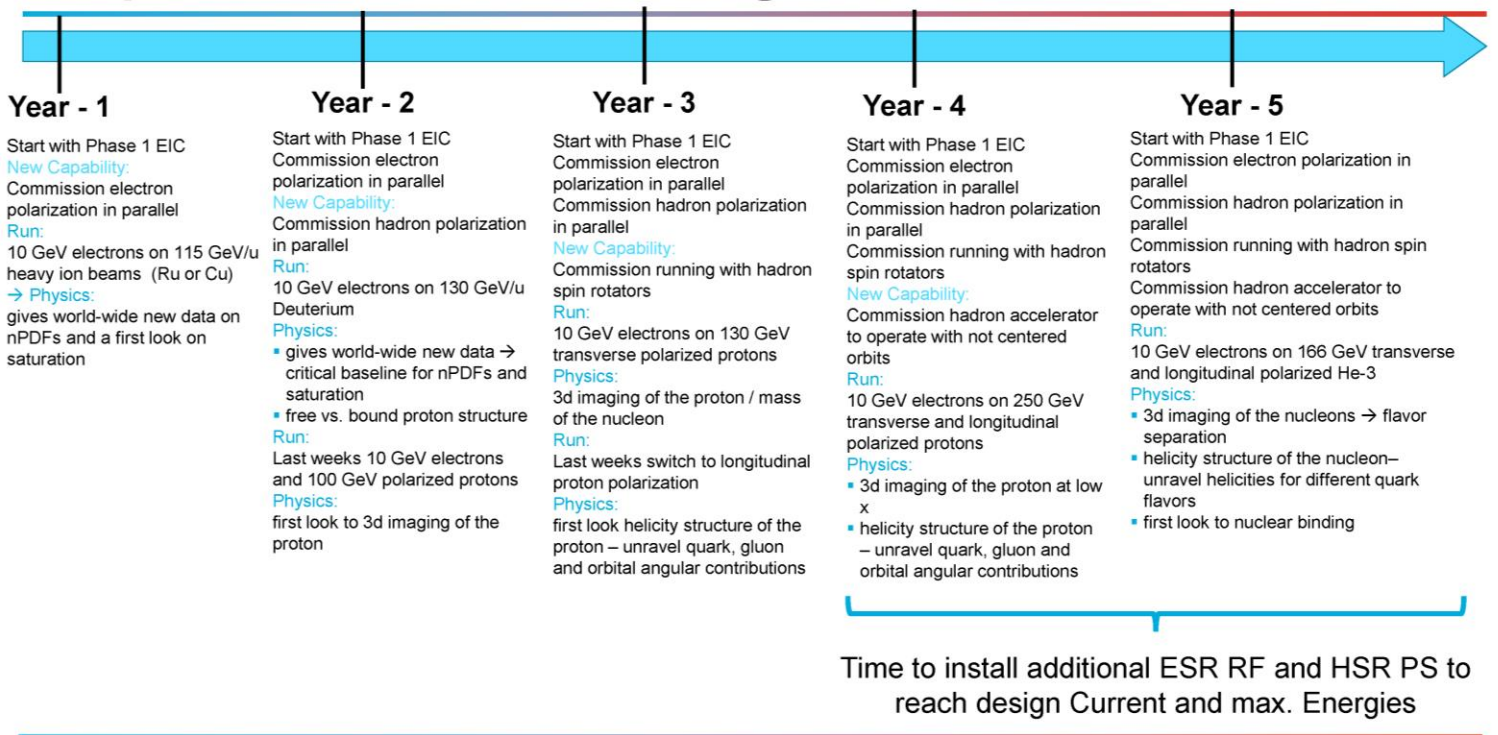 Year - 1
Start with Phase 1 EIC
New Capability:
Commission electron
polarization in parallel
Run:
10 GeV electrons on 115 GeV/u
heavy ion beams (Ru or Cu)
→ Physics:
gives world-wide new data on
nPDFs and a first look on
saturation
Year - 2
Start with Phase 1 EIC
Commission electron
polarization in parallel
New Capability:
Commission hadron polarization
in parallel
Run:
10 GeV electrons on 130 GeV/u
Deuterium
Physics:
▪ gives world-wide new data →
critical baseline for nPDFs and
saturation
▪ free vs. bound proton structure
Run:
Last weeks 10 GeV electrons
and 100 GeV polarized protons
Physics:
first look to 3d imaging of the
proton
Year - 3
Start with Phase 1 EIC
Commission electron
polarization in parallel
Commission hadron polarization
in parallel
New Capability:
Commission running with hadron
spin rotators
Run:
10 GeV electrons on 130 GeV
transverse polarized protons
Physics:
3d imaging of the proton / mass
of the nucleon
Run:
Last weeks switch to longitudinal
proton polarization
Physics:
first look helicity structure of the
proton – unravel quark, gluon
and orbital angular contributions
Year - 4
Start with Phase 1 EIC
Commission electron
polarization in parallel
Commission hadron polarization
in parallel
Commission running with hadron
spin rotators
New Capability:
Commission hadron accelerator
to operate with not centered
orbits
Run:
10 GeV electrons on 250 GeV
transverse and longitudinal
polarized protons
Physics:
▪ 3d imaging of the proton at low
x
▪ helicity structure of the proton
– unravel quark, gluon and
orbital angular contributions
Year - 5
Start with Phase 1 EIC
Commission electron polarization in
parallel
Commission hadron polarization in
parallel
Commission running with hadron spin
rotators
Commission hadron accelerator to
operate with not centered orbits
Run:
10 GeV electrons on 166 GeV transverse
and longitudinal polarized He-3
Physics:
▪ 3d imaging of the nucleons → flavor
separation
▪ helicity structure of the nucleon–
unravel helicities for different quark
flavors
▪ first look to nuclear binding
Time to install additional ESR RF and HSR PS to
reach design Current and max. Energies